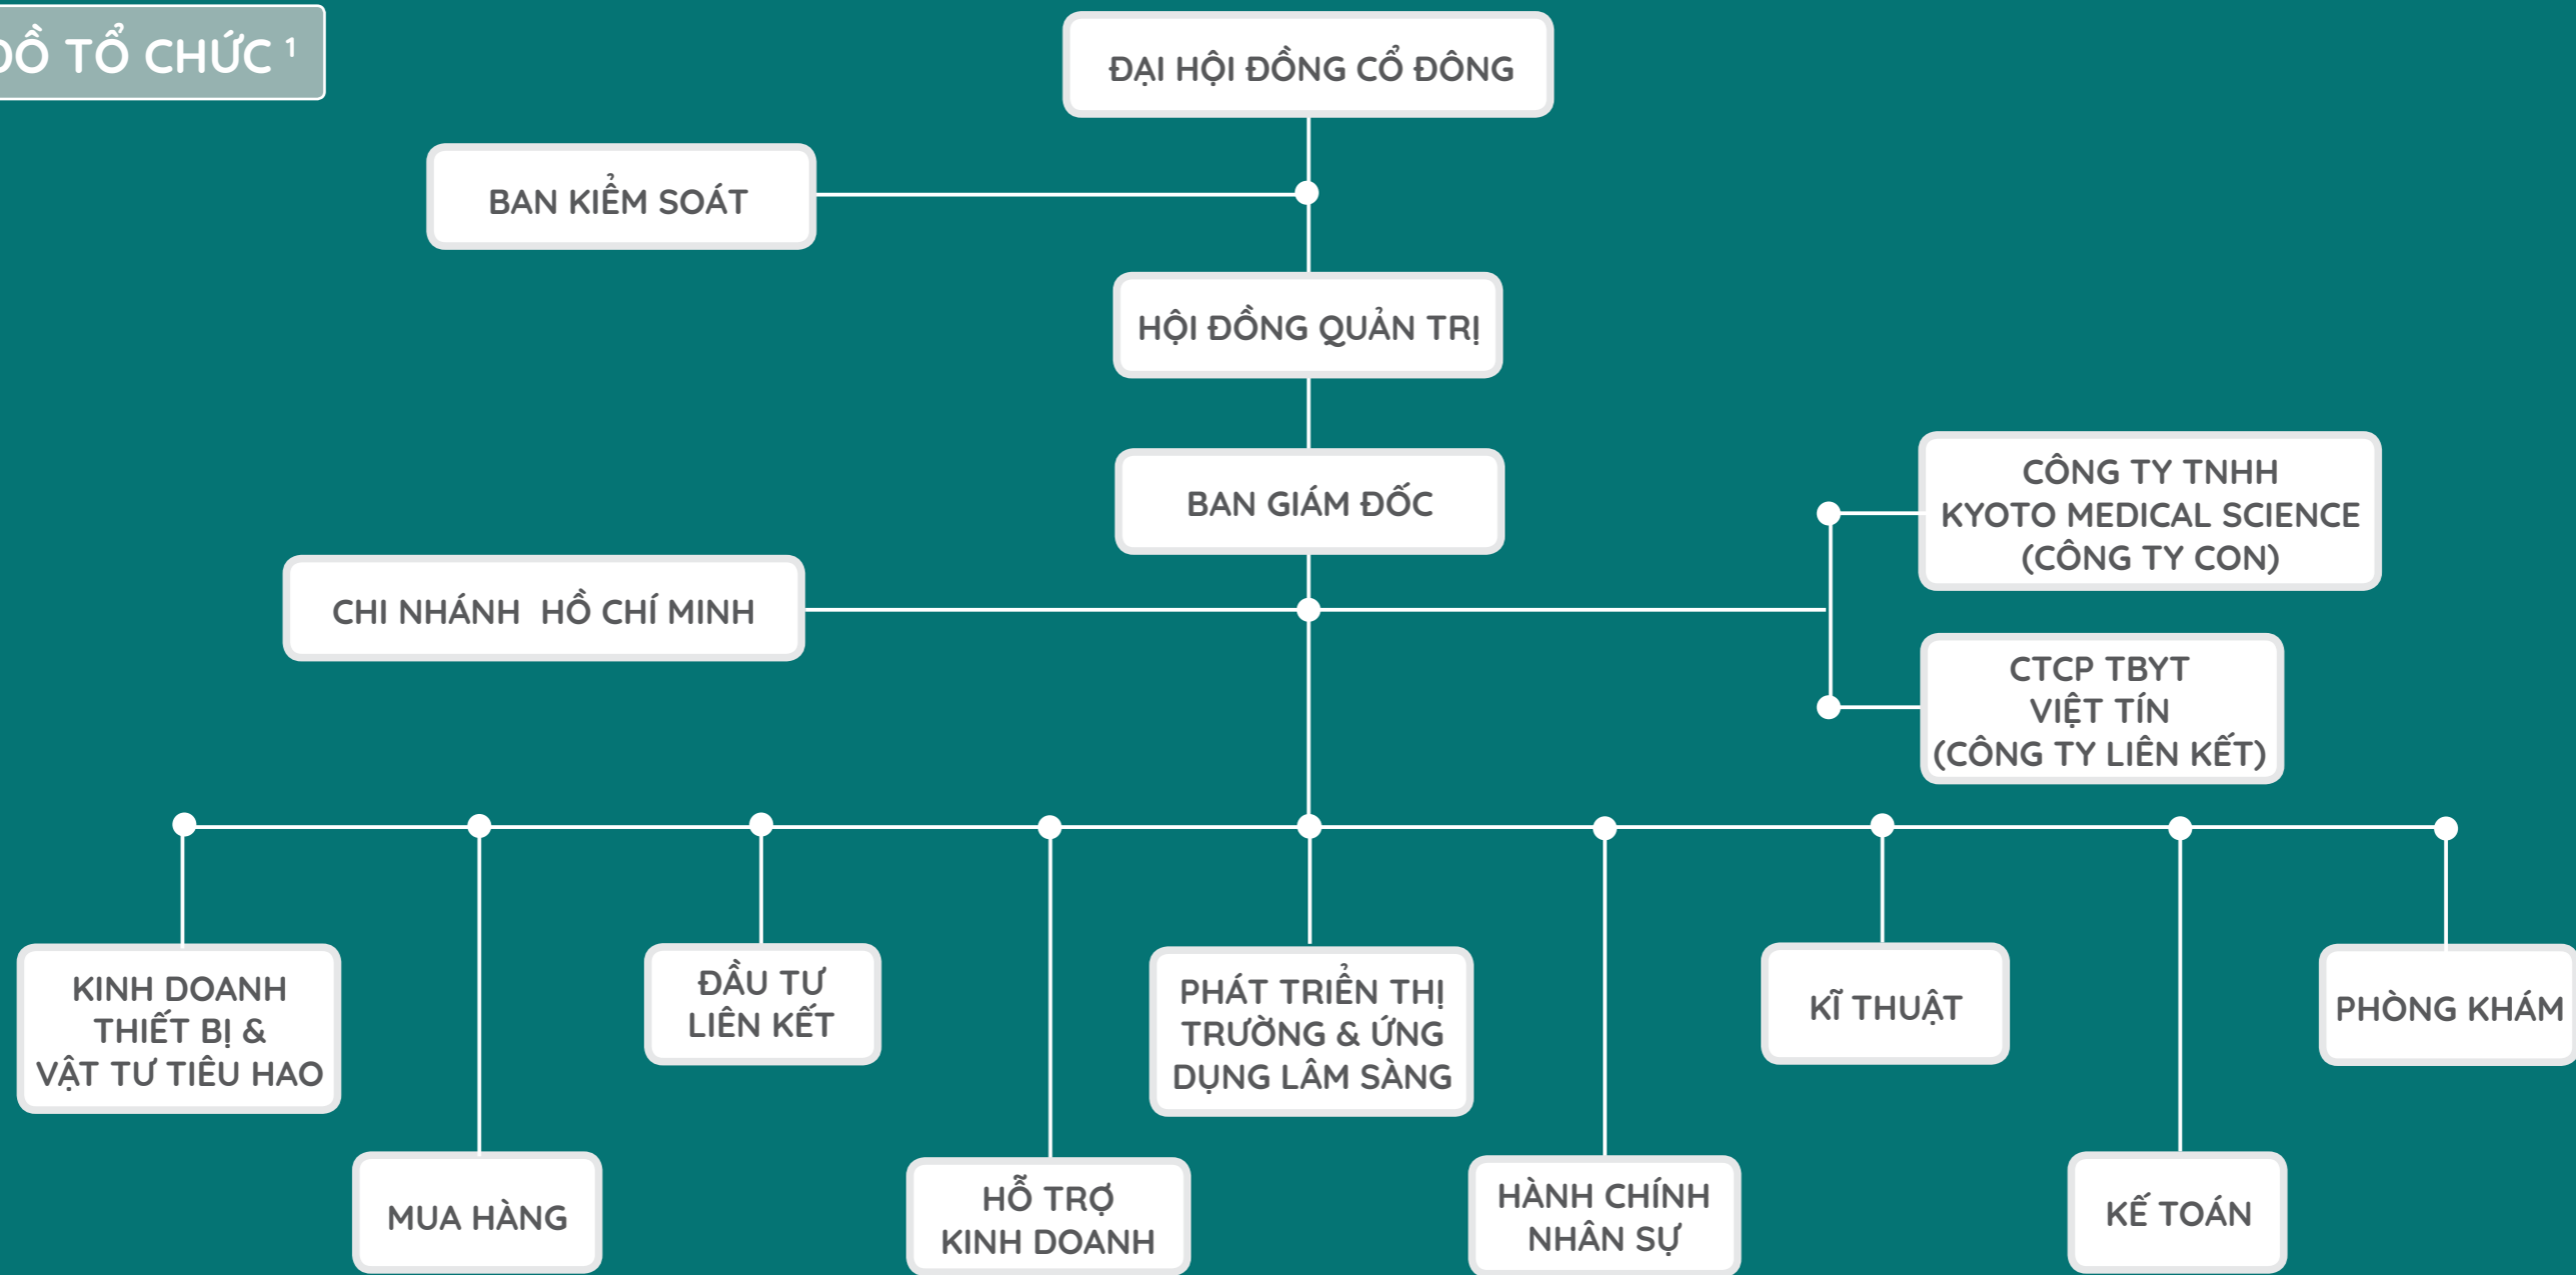 ĐỒ TỔ CHỨC ¹
ĐẠI HỘI ĐỒNG CỔ ĐÔNG
BAN KIỂM SOÁT
HỘI ĐỒNG QUẢN TRỊ
BAN GIÁM ĐỐC
CÔNG TY TNHH
KYOTO MEDICAL SCIENCE
(CÔNG TY CON)
CHI NHÁNH HỒ CHÍ MINH
CTCP TBYT
VIỆT TÍN
(CÔNG TY LIÊN KẾT)
KINH DOANH
THIẾT BỊ &
VẬT TƯ TIÊU HAO
MUA HÀNG
ĐẦU TƯ
LIÊN KẾT
HỖ TRỢ
KINH DOANH
PHÁT TRIỂN THỊ
TRƯỜNG & ỨNG
DỤNG LÂM SÀNG
HÀNH CHÍNH
NHÂN SỰ
KĨ THUẬT
KẾ TOÁN
PHÒNG KHÁM